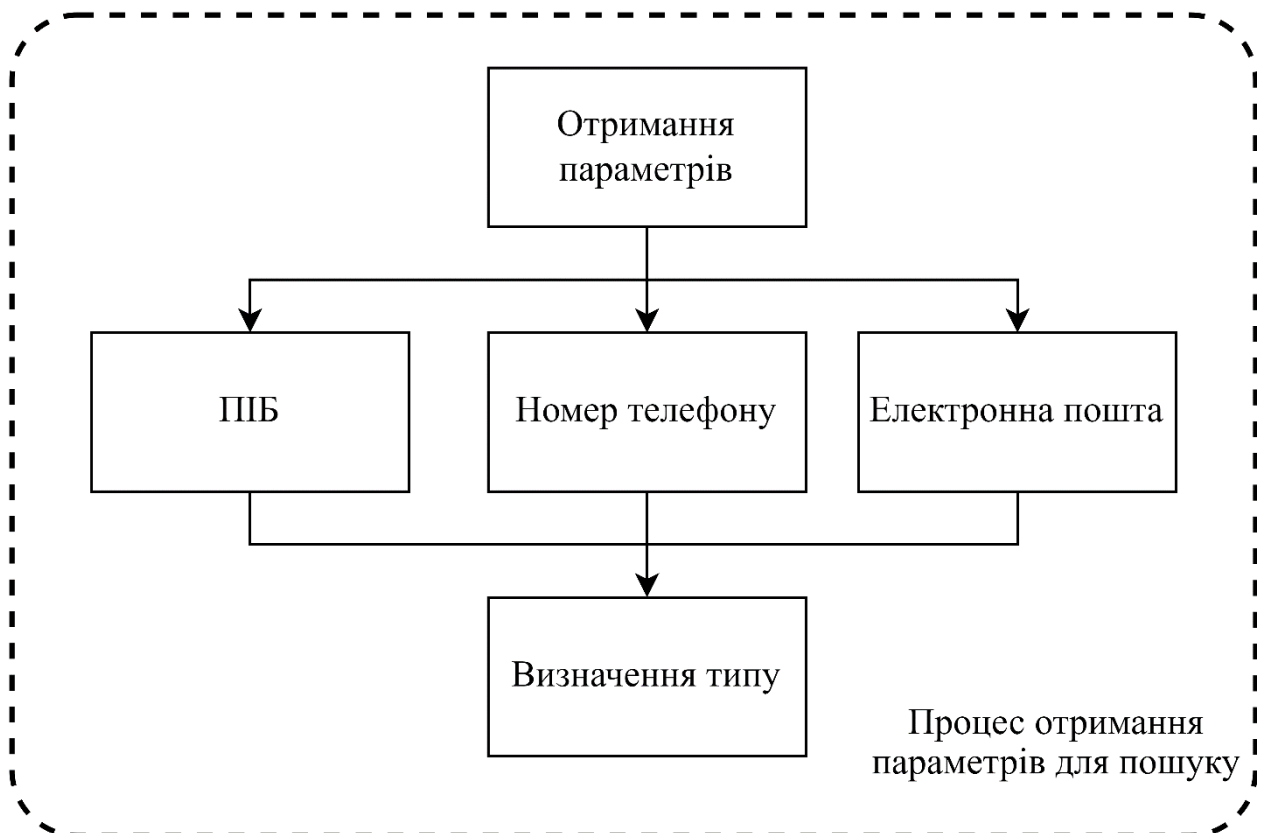 Отримання
параметрів
ПІБ
Номер телефону
Електронна пошта
Визначення типу
Процес отримання
параметрів для пошуку